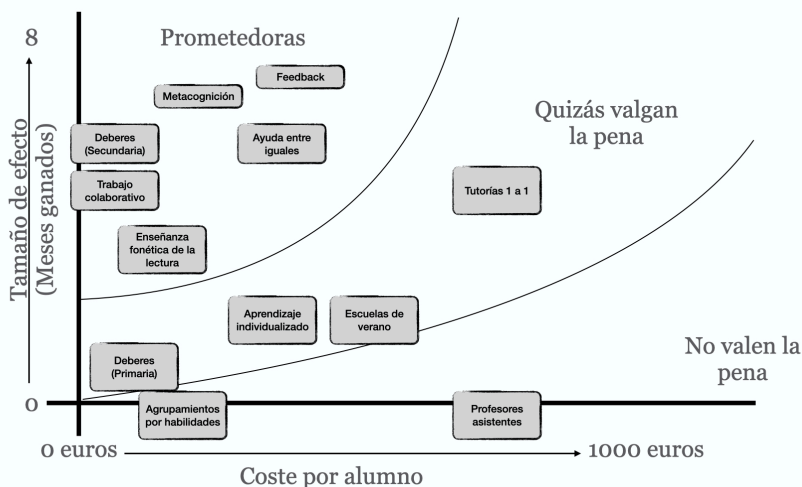 8
Prometedoras
Feedback
Metacognición
Quizás valgan
la pena
Deberes
(Secundaria)
Ayuda entre
iguales
Tamaño de efecto
(Meses ganados)
Trabajo
colaborativo
Tutorías 1 a 1
Enseñanza
fonética de la
lectura
Aprendizaje
individualizado
Escuelas de
verano
No valen la
pena
Deberes
(Primaria)
0
Agrupamientos
por habilidades
Profesores
asistentes
0 euros
1000 euros
Coste por alumno